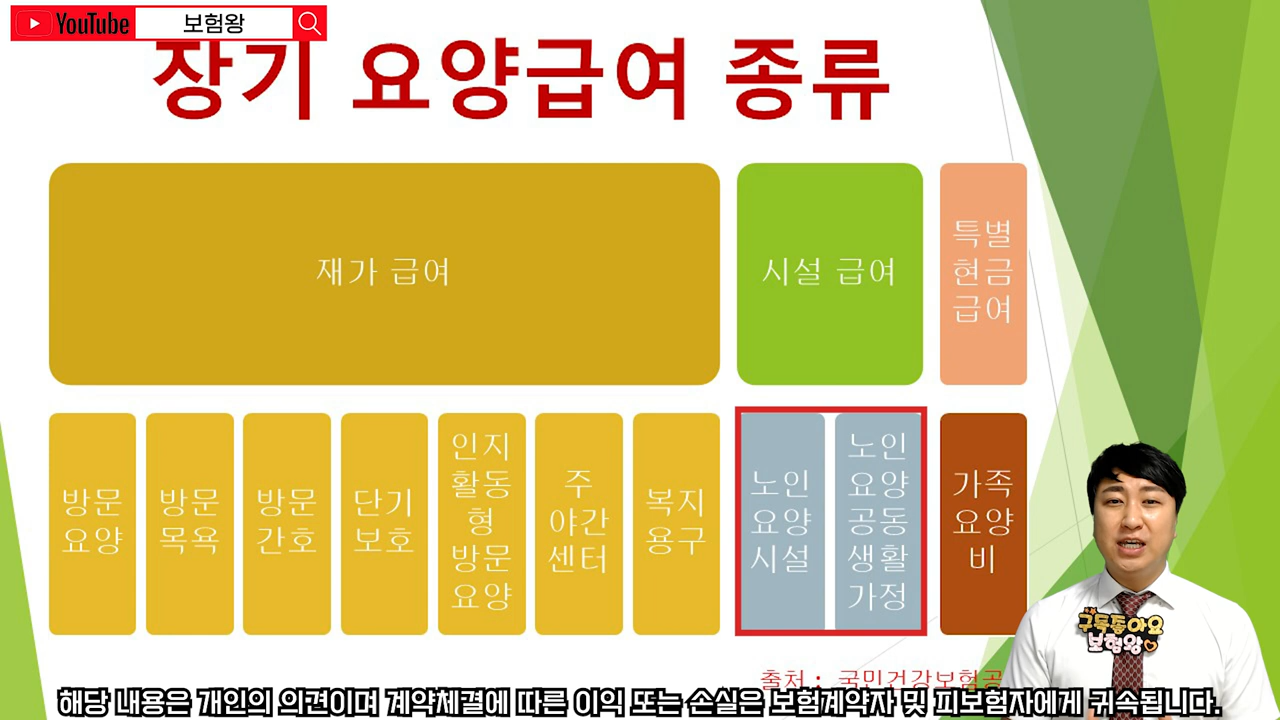 YouTube 보험왕
장기 요양급여 종류
재가 급여
시설 급여
특별
현금
급여
방문
요양
방문
목욕
방문
간호
단기
보호
인지
활동
형
방문
요양
주
야간
센터
복지
용구
노인
요양
시설
노인
요양
공동
생활
가정
가족
요양
비
구독좋아요
보험왕
출처 : 국민건강보험공
해당 내용은 개인의 의견이며 계약체결에 따른 이익 또는 손실은 보험계약자 및 피보험자에게 귀속됩니다.